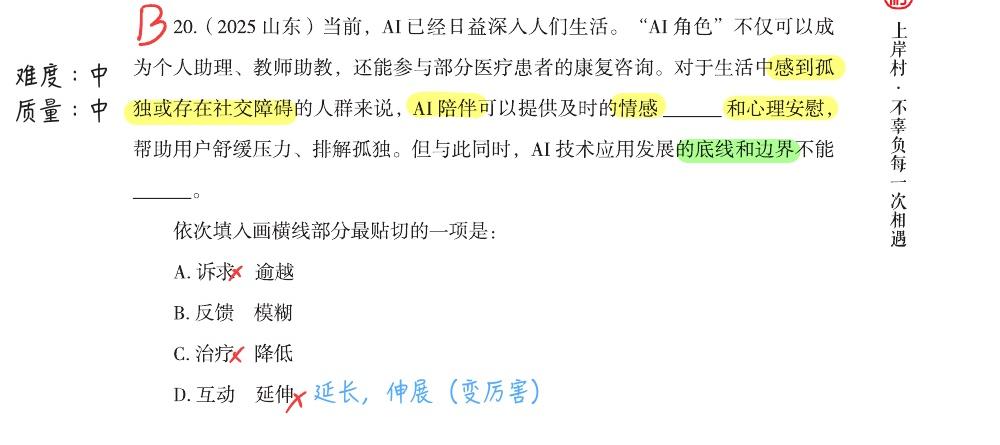 B 20.（2025 山东）当前，AI 已经日益深入人们生活。“AI 角色”不仅可以成
为个人助理、教师助教，还能参与部分医疗患者的康复咨询。对于生活中感到孤
独或存在社交障碍的人群来说，AI 陪伴可以提供及时的情感______和心理安慰，
帮助用户舒缓压力、排解孤独。但与此同时，AI 技术应用发展的底线和边界不能
______。
难度：中
质量：中
依次填入画横线部分最贴切的一项是：
A. 诉求 逾越
B. 反馈 模糊
C. 治疗 降低
D. 互动 延伸 延长，伸展（变厉害）
上岸村·不辜负每一次相遇